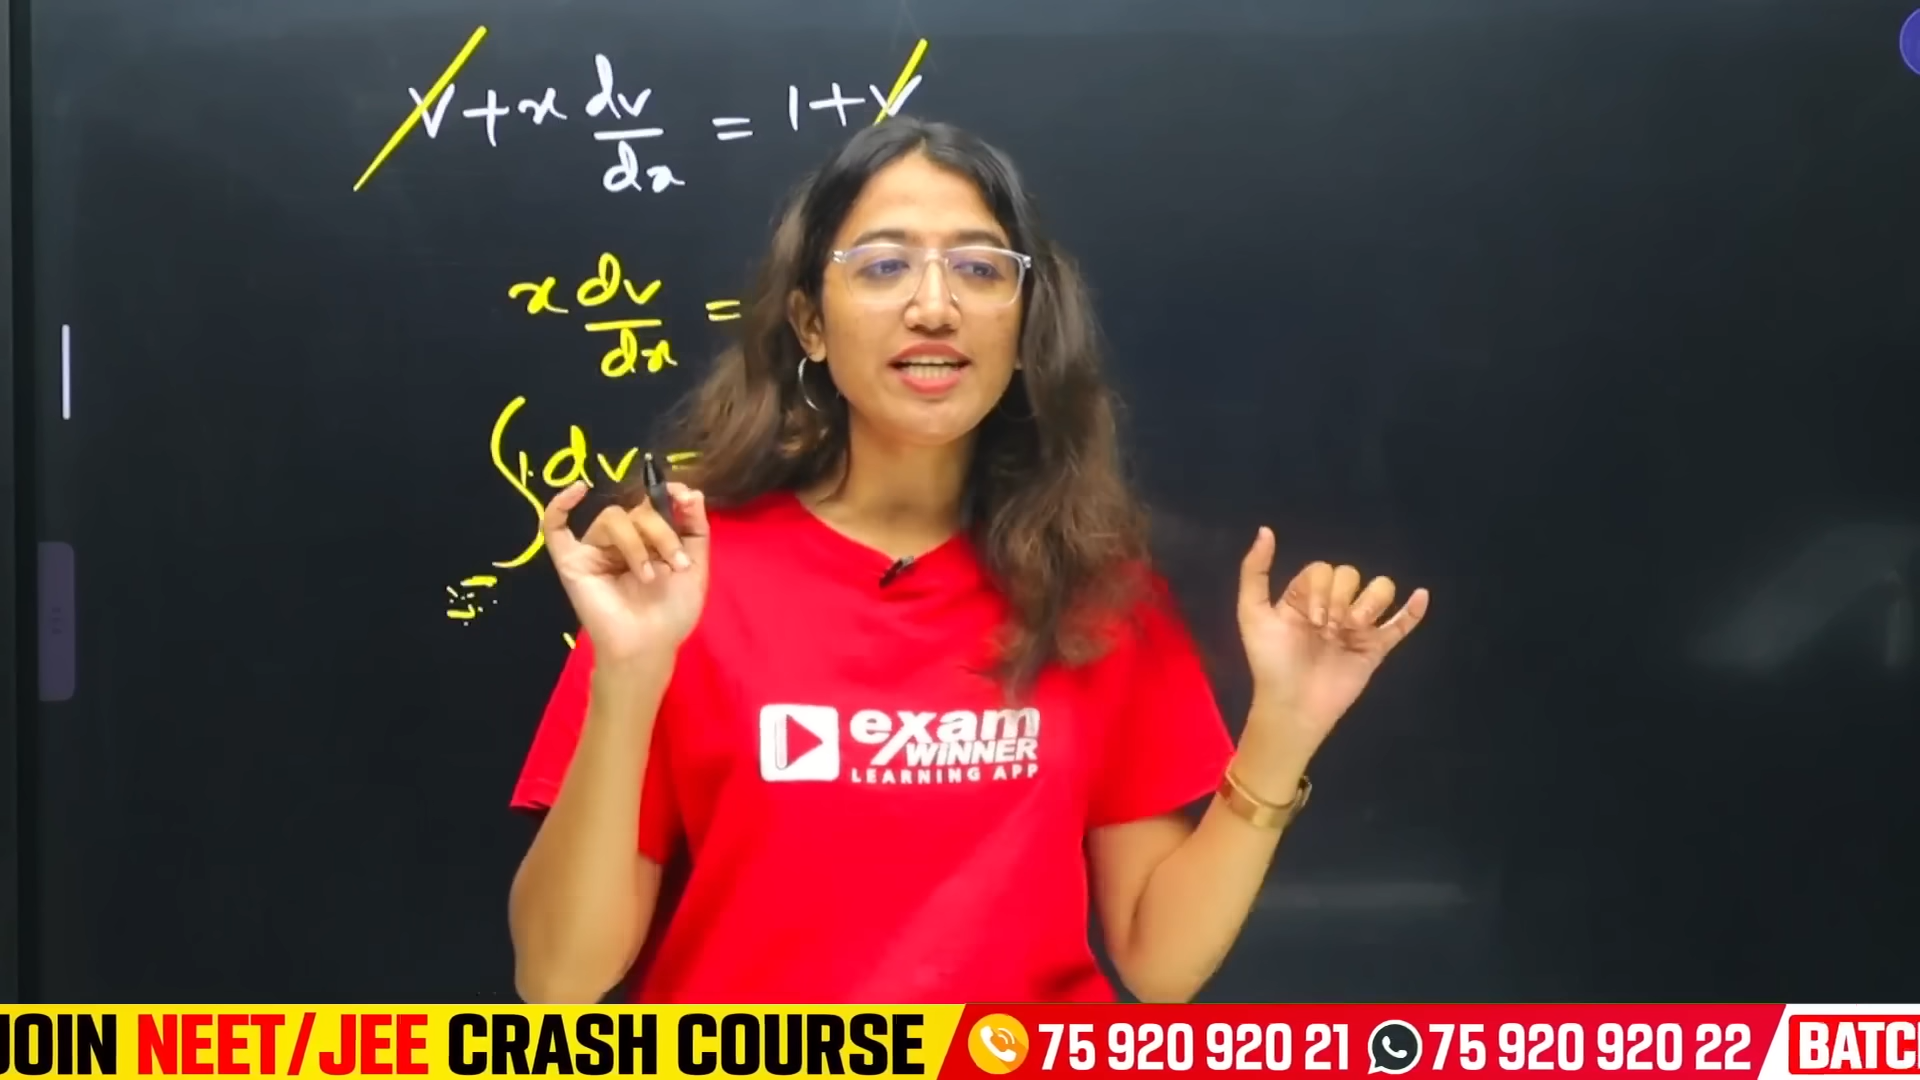 v + x dv/dx = 1 + v
x dv/dx =
∫ 1. dv =
exam
WINNER
LEARNING APP
JOIN NEET/JEE CRASH COURSE 75 920 920 21 75 920 920 22 BATC